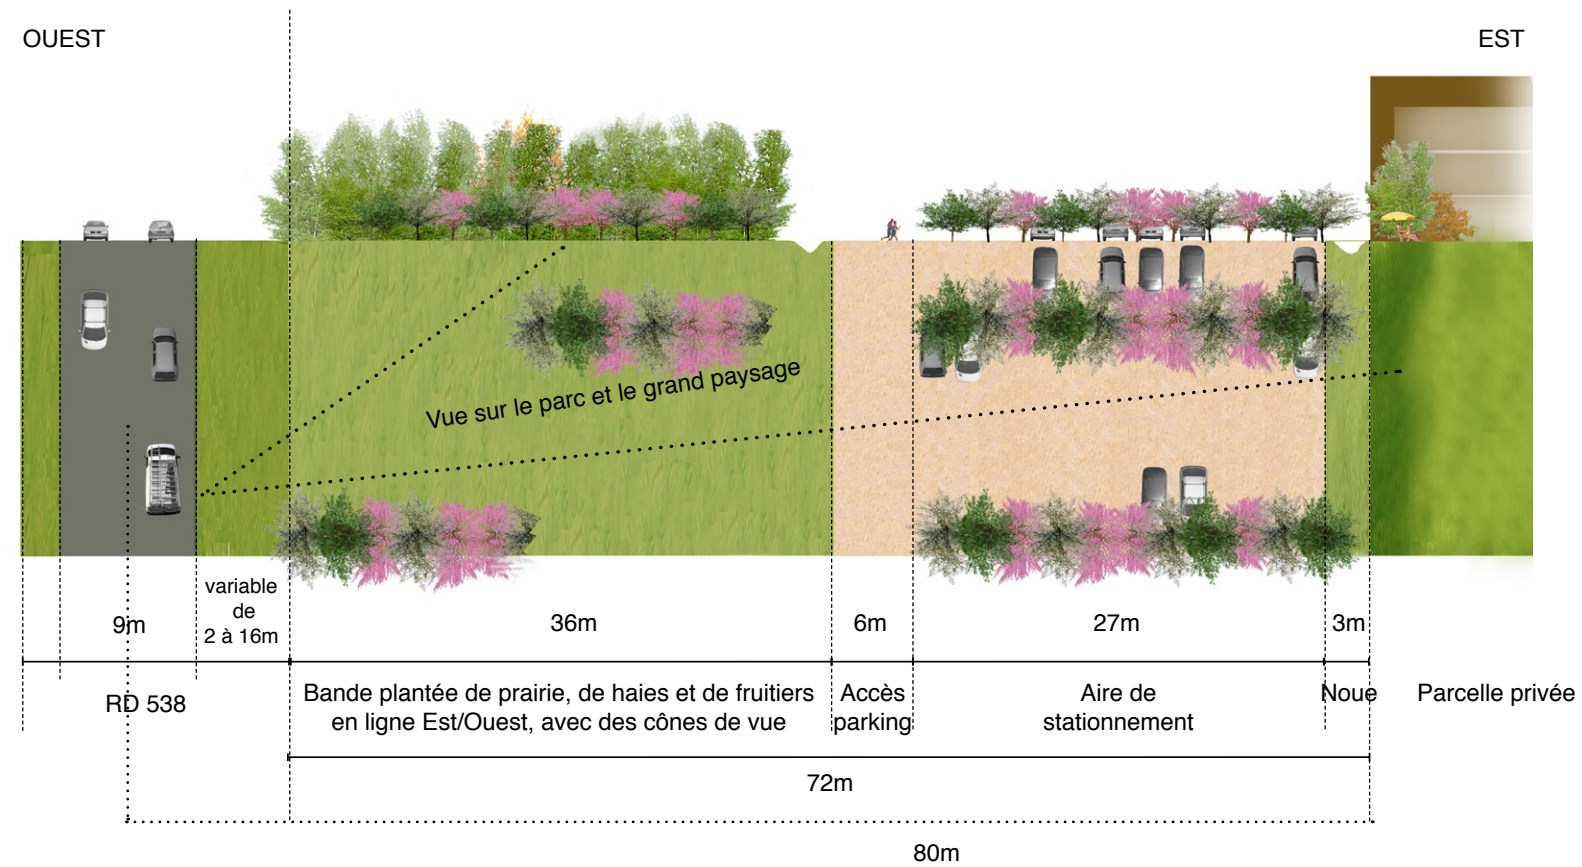 OUEST
EST
Vue sur le parc et le grand paysage
variable
de
2 à 16m
9m
36m
6m
27m
3m
RD 538
Bande plantée de prairie, de haies et de fruitiers
en ligne Est/Ouest, avec des cônes de vue
Accès
parking
Aire de
stationnement
Noue
Parcelle privée
72m
80m